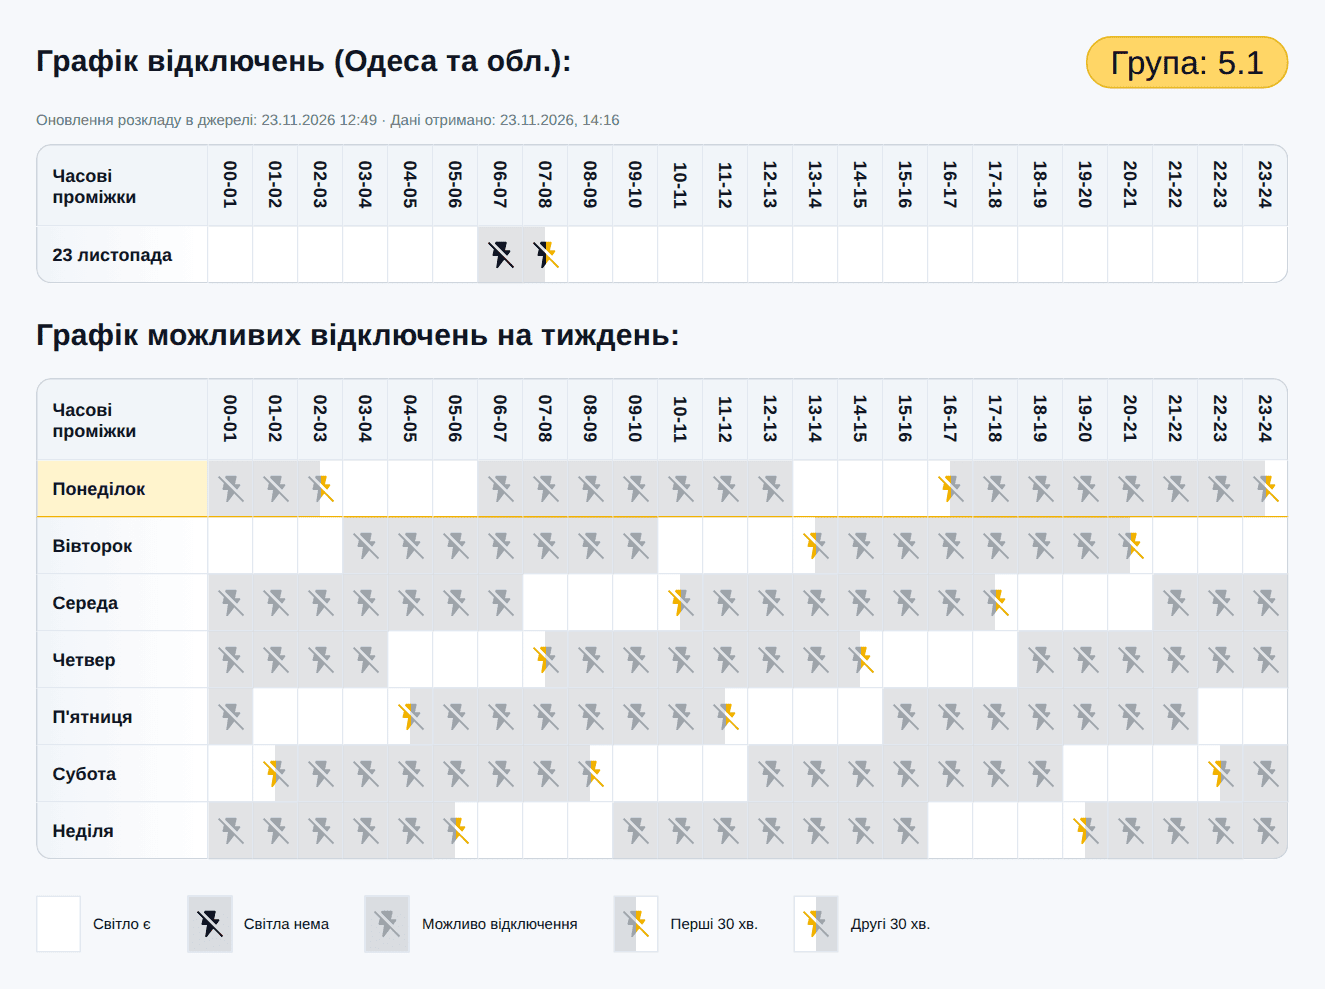 Графік відключень (Одеса та обл.):
Група: 5.1
Оновлення розкладу в джерелі: 23.11.2026 12:49 · Дані отримано: 23.11.2026, 14:16
Часові
проміжки
00-01 01-02 02-03 03-04 04-05 05-06 06-07 07-08 08-09 09-10 10-11 11-12 12-13 13-14 14-15 15-16 16-17 17-18 18-19 19-20 20-21 21-22 22-23 23-24
23 листопада
Графік можливих відключень на тиждень:
Часові
проміжки
00-01 01-02 02-03 03-04 04-05 05-06 06-07 07-08 08-09 09-10 10-11 11-12 12-13 13-14 14-15 15-16 16-17 17-18 18-19 19-20 20-21 21-22 22-23 23-24
Понеділок
Вівторок
Середа
Четвер
П'ятниця
Субота
Неділя
Світло є
Світла нема
Можливо відключення
Перші 30 хв.
Другі 30 хв.